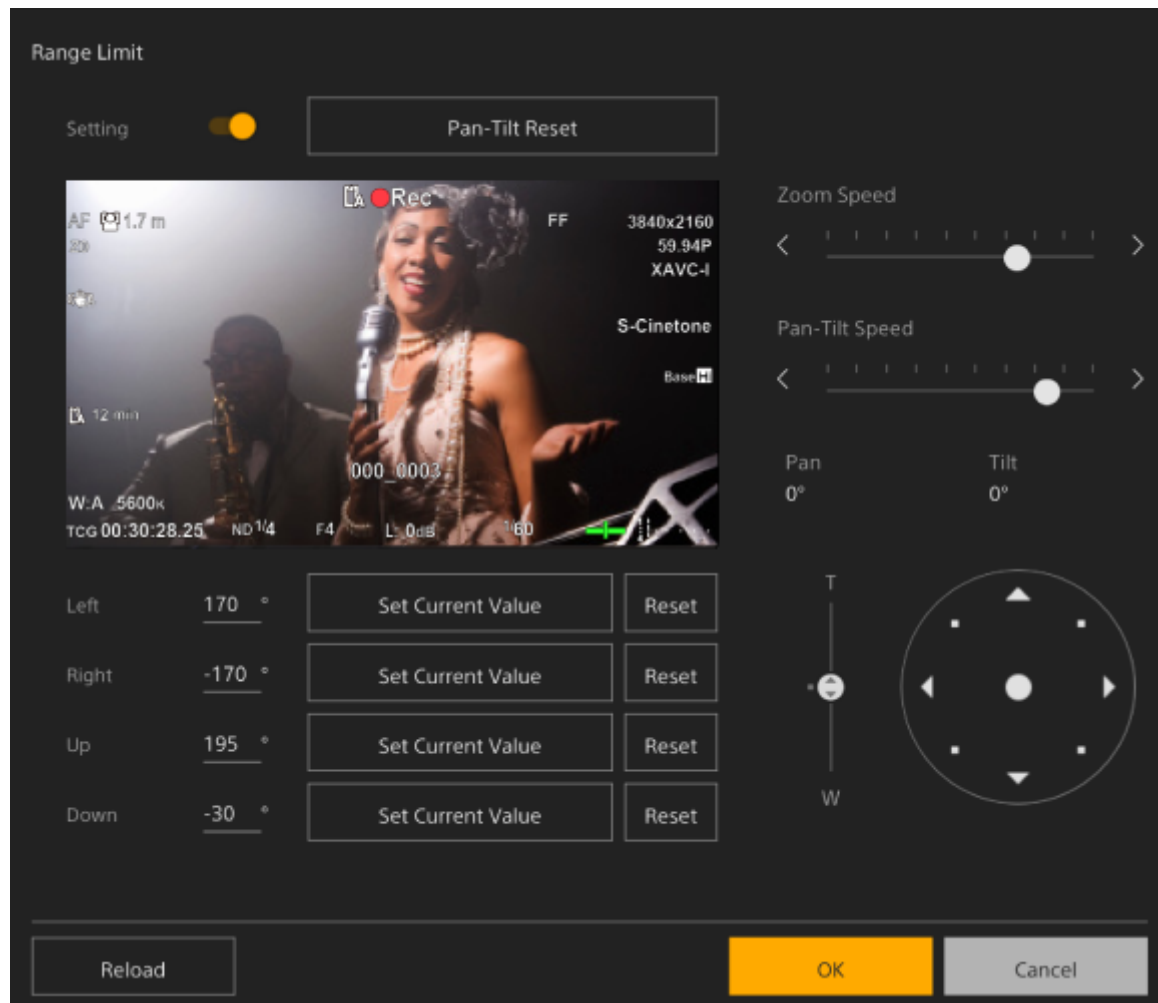 Range Limit
Setting
Pan-Tilt Reset
Rec
AF 1.7 m
FF
3840x2160
59.94P
XAVC-I
S-Cinetone
Base H
12 min
000_0003
W:A 5600K
TCG 00:30:28.25 ND 1/4 F4 L: 0dB 1/60
Zoom Speed
Pan-Tilt Speed
Pan Tilt
0° 0°
Left 170 ° Set Current Value Reset
Right -170 ° Set Current Value Reset
Up 195 ° Set Current Value Reset
Down -30 ° Set Current Value Reset
T
W
Reload
OK
Cancel